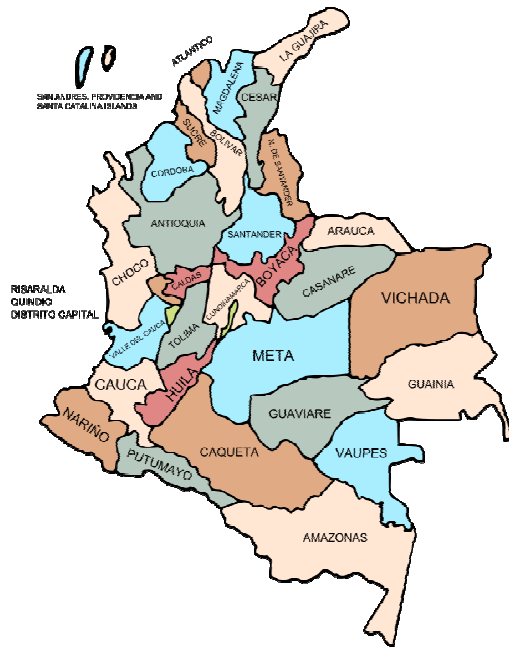 LA GUAJIRA
ATLANTICO
MAGDALENA
CESAR
SAN ANDRES, PROVIDENCIA AND
SANTA CATALINA ISLANDS
SUCRE
BOLIVAR
N. DE SANTANDER
CORDOBA
ANTIOQUIA
SANTANDER
ARAUCA
CHOCO
CALDAS
BOYACA
CASANARE
RISARALDA
QUINDIO
DISTRITO CAPITAL
CUNDINAMARCA
VICHADA
VALLE DEL CAUCA
TOLIMA
META
CAUCA
HUILA
GUAINIA
NARIÑO
GUAVIARE
CAQUETA
VAUPES
PUTUMAYO
AMAZONAS